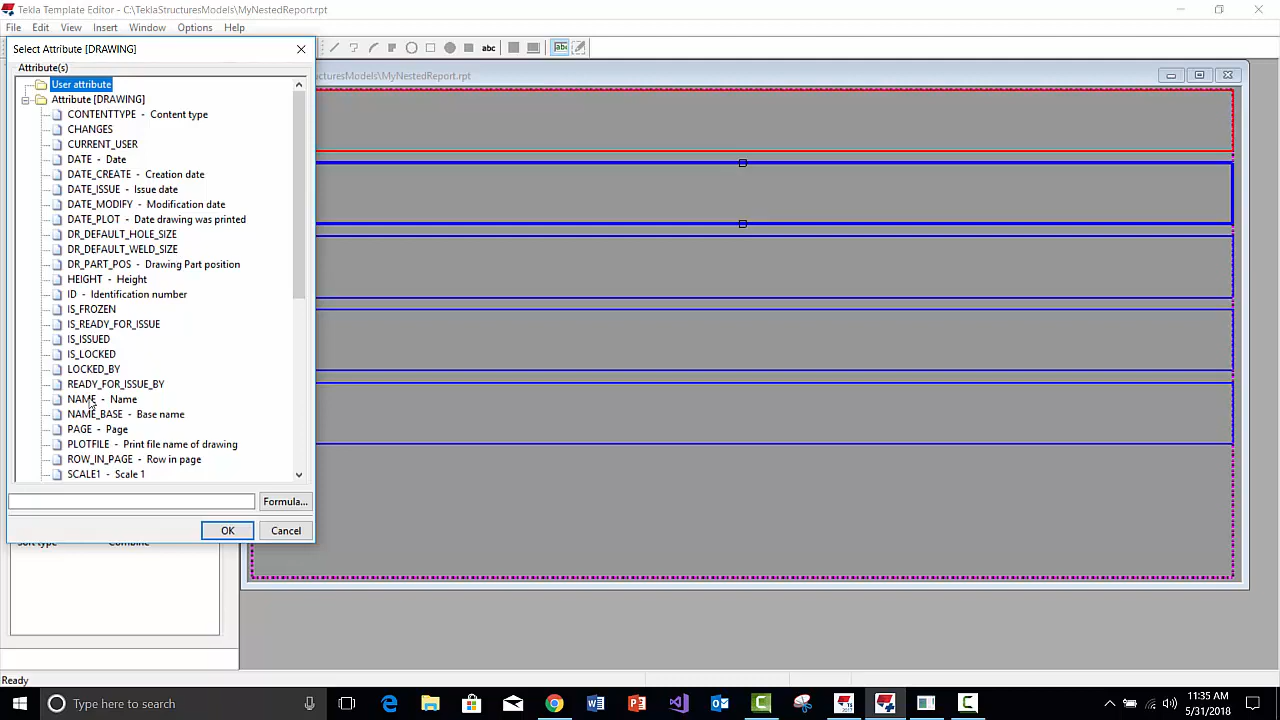 Tekla Template Editor - C:\TeklaStructuresModels\MyNestedReport.rpt
File Edit View Insert Window Options Help
Select Attribute [DRAWING]
abc
abc
Attribute(s)
StructuresModels\MyNestedReport.rpt
User attribute
Attribute [DRAWING]
CONTENTTYPE - Content type
CHANGES
CURRENT_USER
DATE - Date
DATE_CREATE - Creation date
DATE_ISSUE - Issue date
DATE_MODIFY - Modification date
DATE_PLOT - Date drawing was printed
DR_DEFAULT_HOLE_SIZE
DR_DEFAULT_WELD_SIZE
DR_PART_POS - Drawing Part position
HEIGHT - Height
ID - Identification number
IS_FROZEN
IS_READY_FOR_ISSUE
IS_ISSUED
IS_LOCKED
LOCKED_BY
READY_FOR_ISSUE_BY
NAME - Name
NAME_BASE - Base name
PAGE - Page
PLOTFILE - Print file name of drawing
ROW_IN_PAGE - Row in page
SCALE1 - Scale 1
Formula...
OK Cancel
Sort type Combine
Ready
Type here to search
11:35 AM
5/31/2018